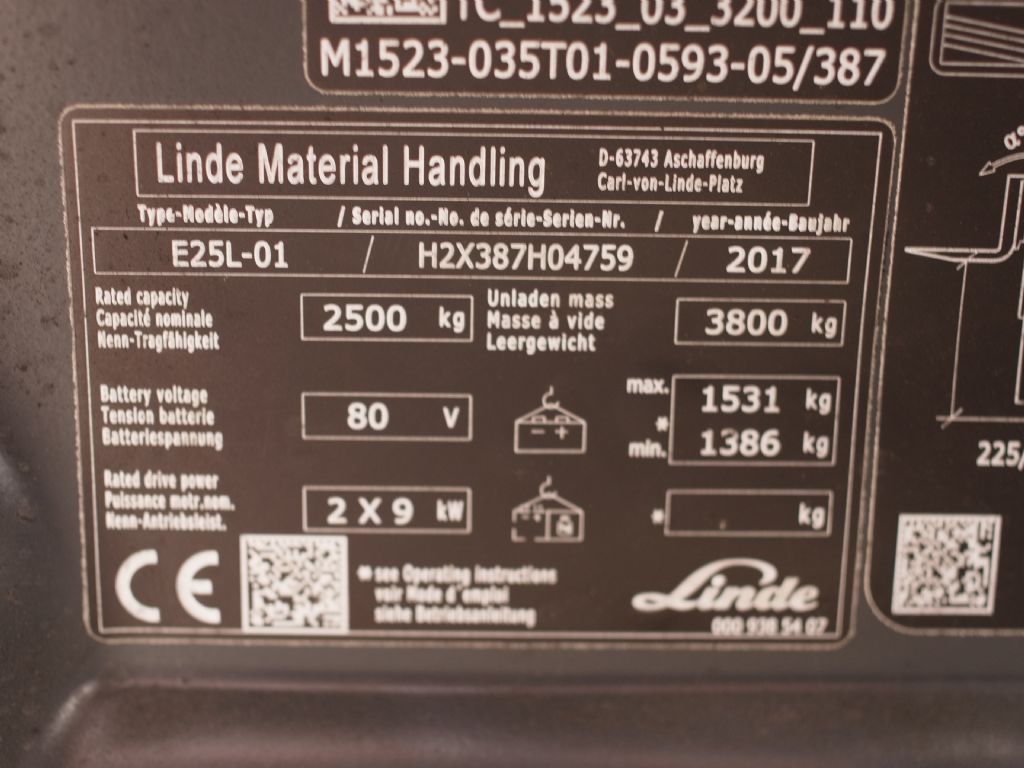 TC_1523_03_3200_110
M1523-035T01-0593-05/387
Linde Material Handling
D-63743 Aschaffenburg
Carl-von-Linde-Platz
Type-Modèle-Typ / Serial no.-No. de série-Serien-Nr. / year-année-Baujahr
E25L-01 / H2X387H04759 / 2017
Rated capacity
Capacité nominale
Nenn-Tragfähigkeit
2500 kg
Unladen mass
Masse à vide
Leergewicht
3800 kg
Battery voltage
Tension batterie
Batteriespannung
80 V
max. 1531 kg
*
min. 1386 kg
Rated drive power
Puissance motr.nom.
Nenn-Antriebsleist.
2 X 9 kW
* kg
CE
* see Operating instructions
voir Mode d'emploi
siehe Betriebsanleitung
Linde
000 938 54 07
α°
225/